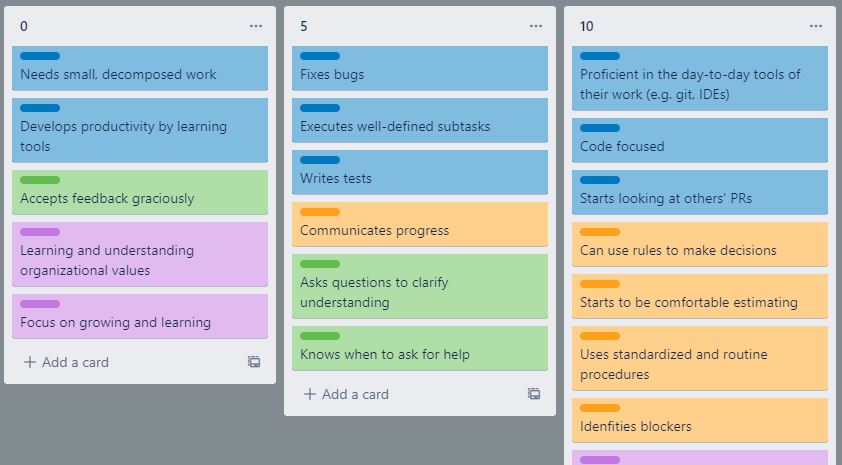 0
Needs small, decomposed work
Develops productivity by learning
tools
Accepts feedback graciously
Learning and understanding
organizational values
Focus on growing and learning
Add a card
5
Fixes bugs
Executes well-defined subtasks
Writes tests
Communicates progress
Asks questions to clarify
understanding
Knows when to ask for help
Add a card
10
Proficient in the day-to-day tools of
their work (e.g. git, IDEs)
Code focused
Starts looking at others' PRs
Can use rules to make decisions
Starts to be comfortable estimating
Uses standardized and routine
procedures
Idenfities blockers